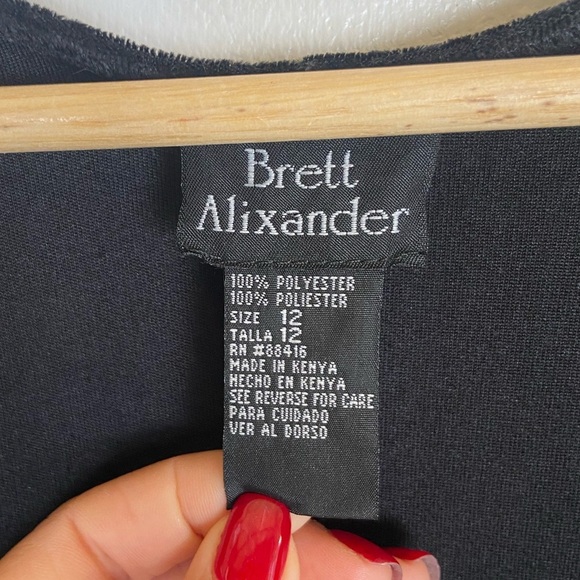 Brett
Alixander
100% POLYESTER
100% POLIESTER
SIZE 12
TALLA 12
RN #88416
MADE IN KENYA
HECHO EN KENYA
SEE REVERSE FOR CARE
PARA CUIDADO
VER AL DORSO